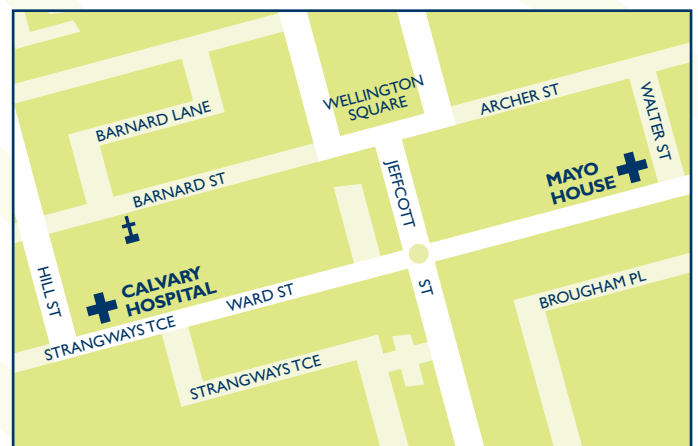 WELLINGTON
SQUARE
ARCHER ST
WALTER ST
BARNARD LANE
JEFFCOTT
MAYO
HOUSE
BARNARD ST
HILL ST
CALVARY
HOSPITAL
WARD ST
ST
BROUGHAM PL
STRANGWAYS TCE
STRANGWAYS TCE